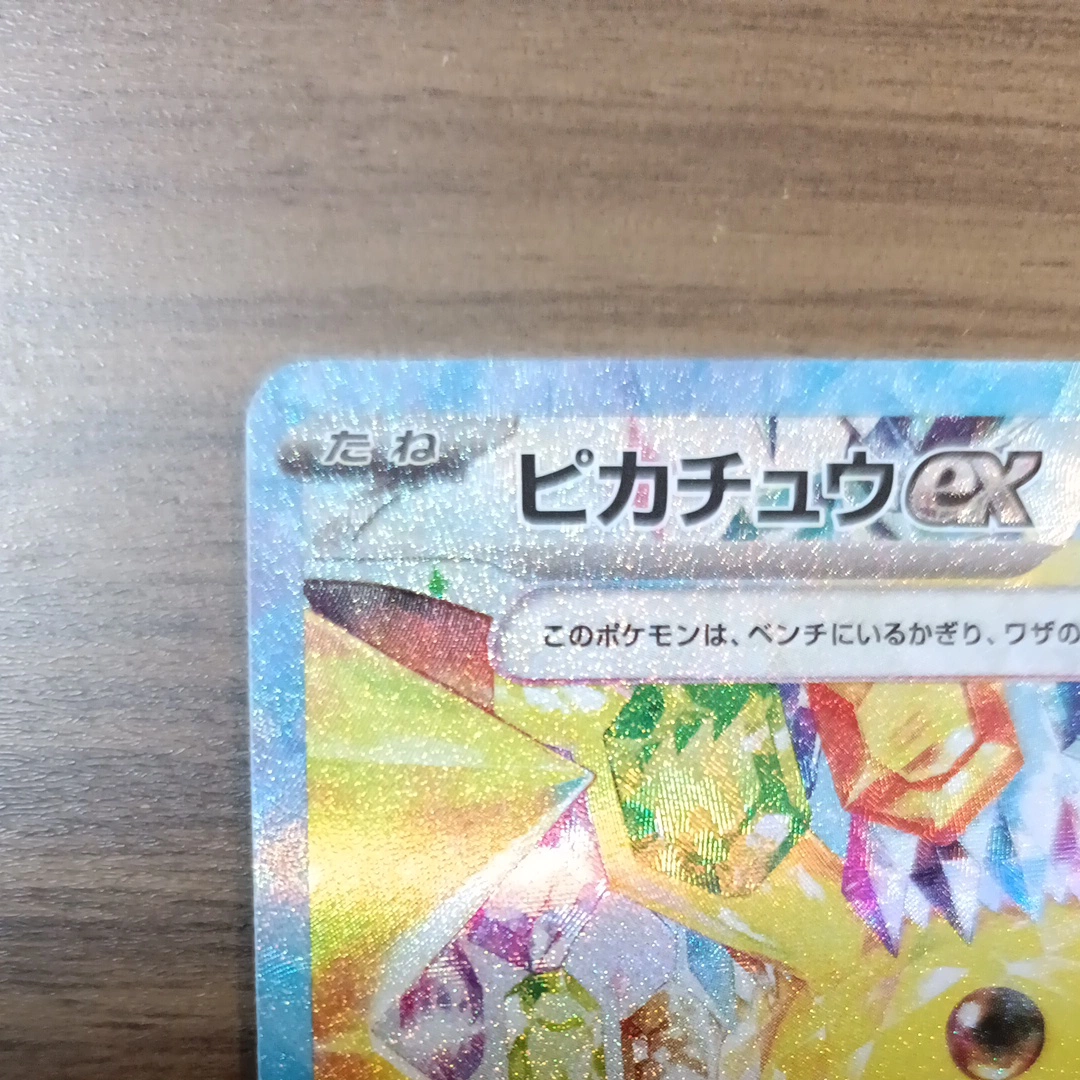 たね
ピカチュウex
このポケモンは、ベンチにいるかぎり、ワザの